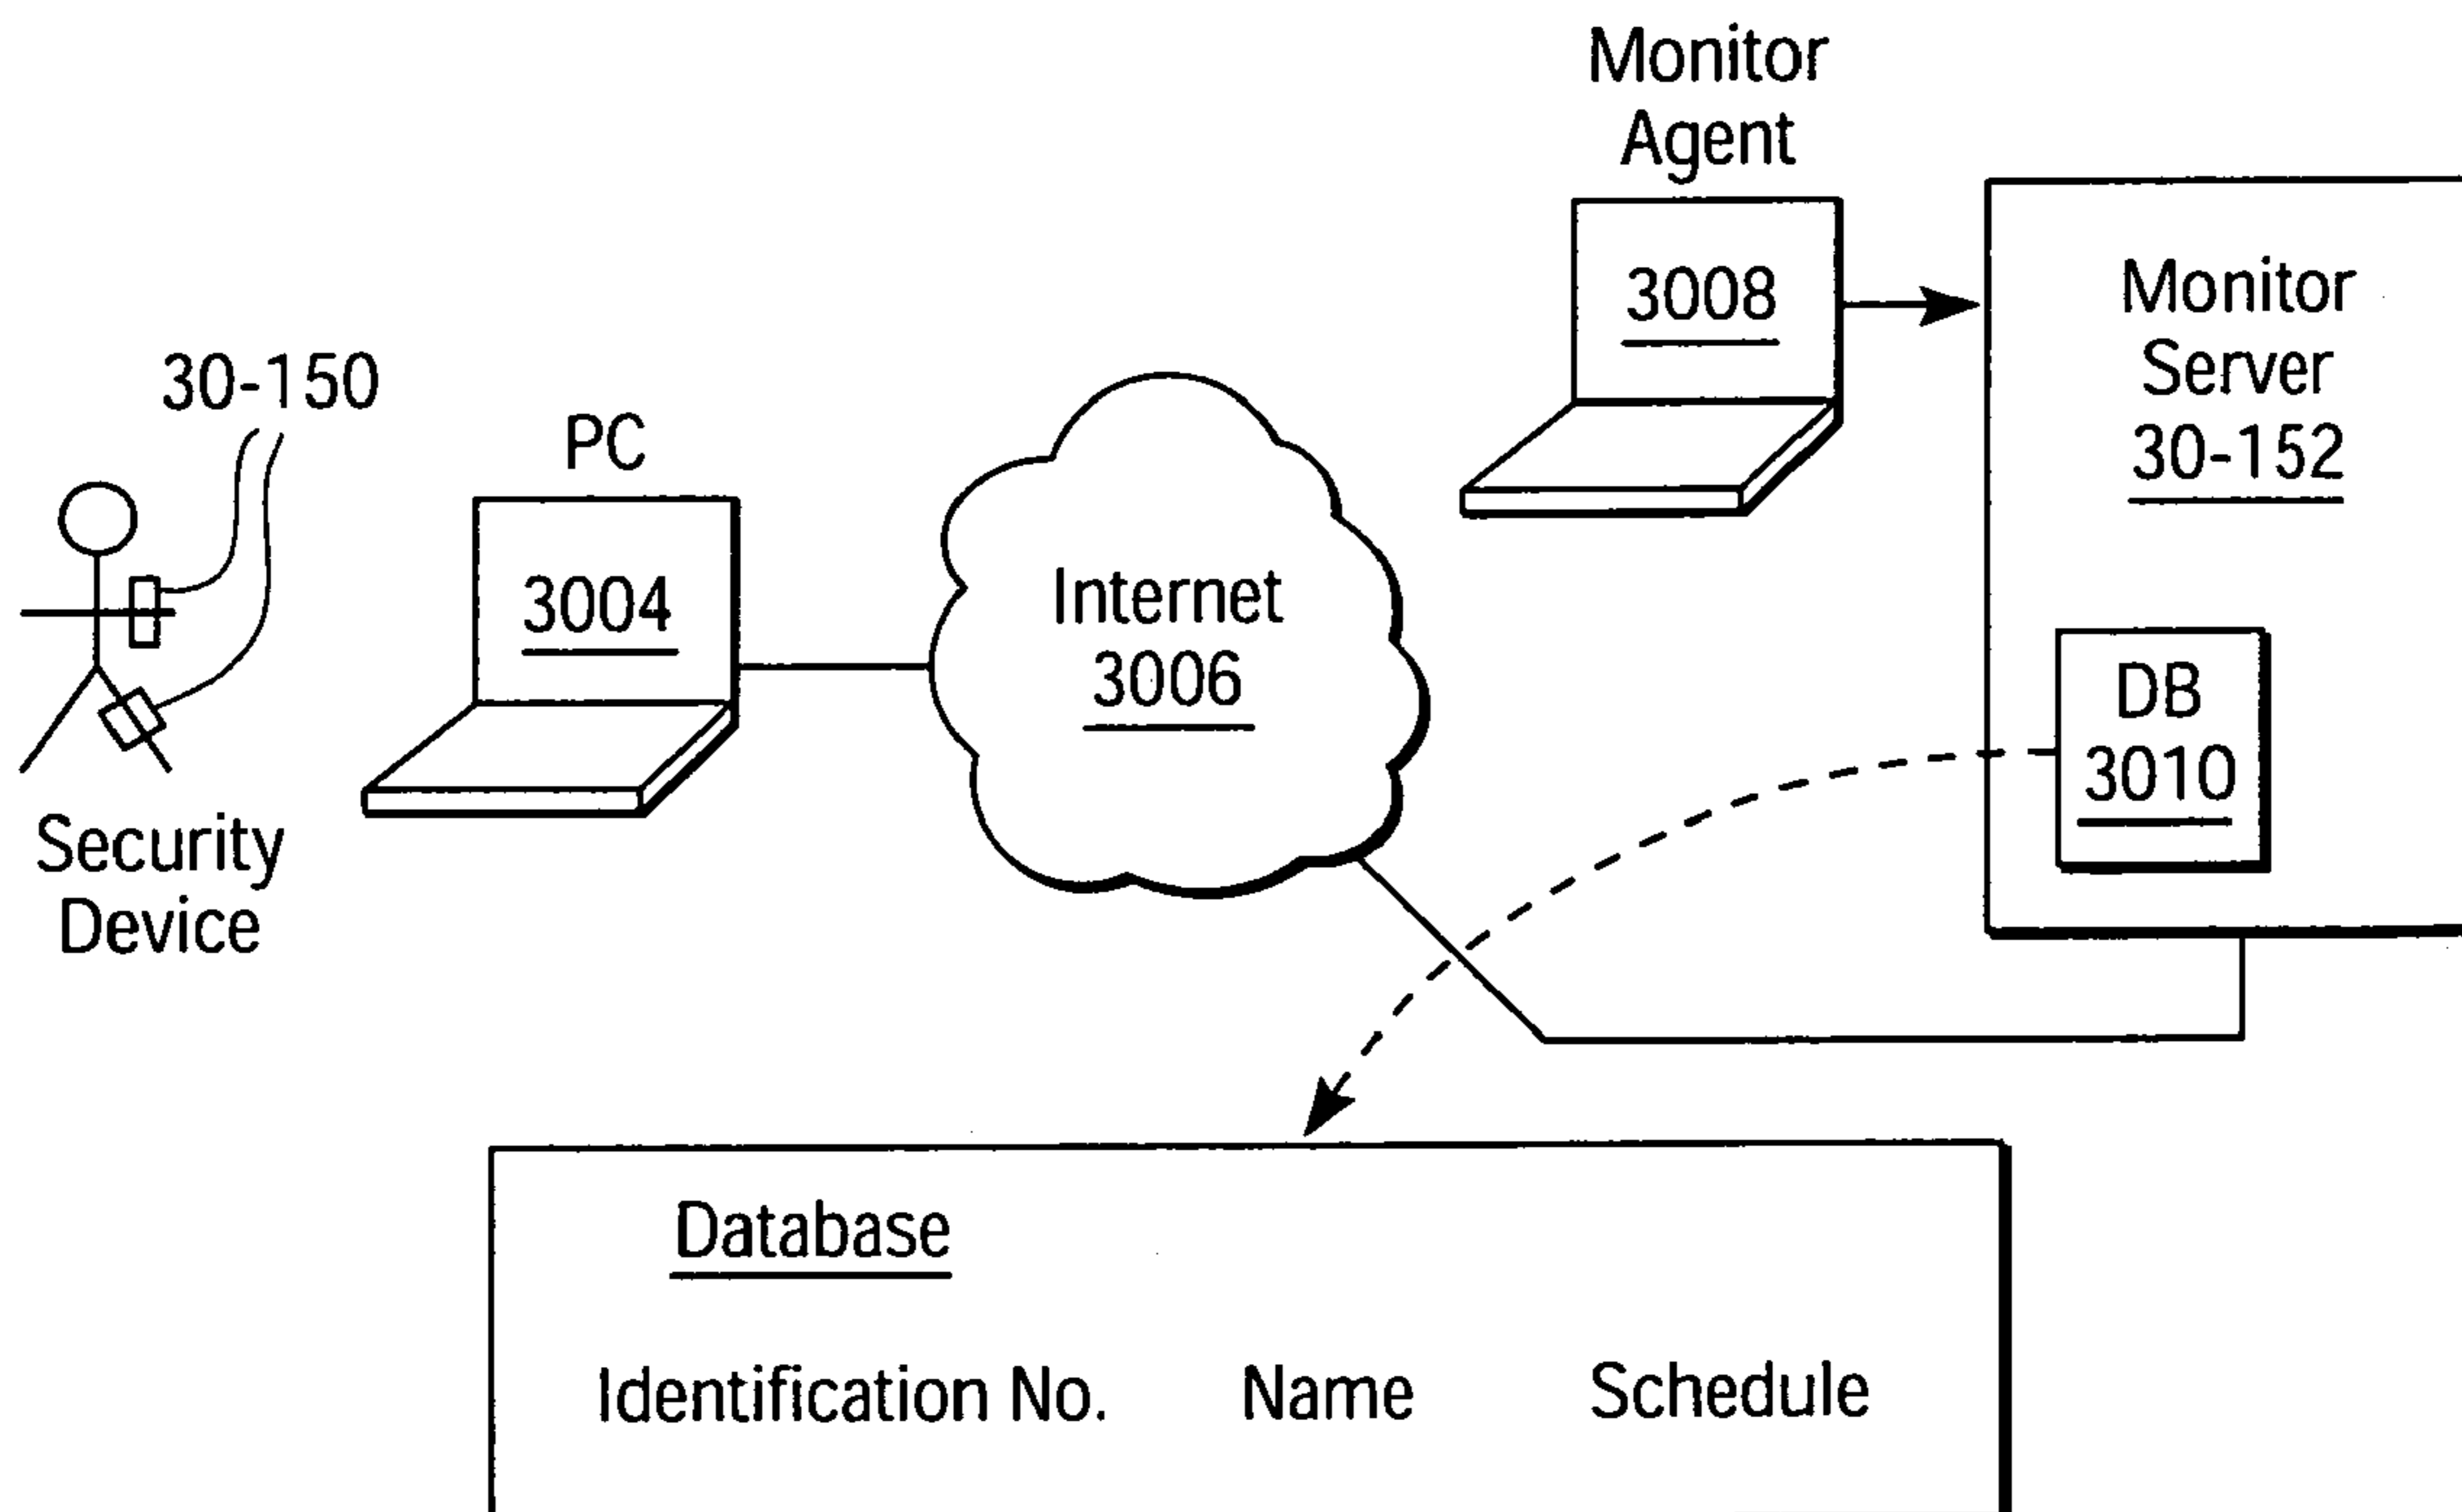 Monitor
Agent
3008
Monitor
Server
30-152
30-150
PC
3004
Internet
3006
DB
3010
Security
Device
Database
Identification No. Name Schedule